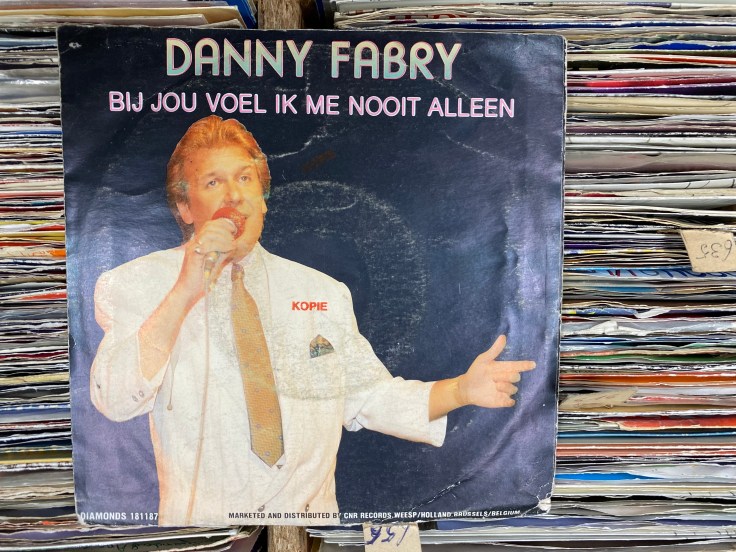 DANNY FABRY
BIJ JOU VOEL IK ME NOOIT ALLEEN
KOPIE
DIAMONDS 181187
MARKETED AND DISTRIBUTED BY CNR RECORDS, WEESP/HOLLAND BRUSSELS/BELGIUM.